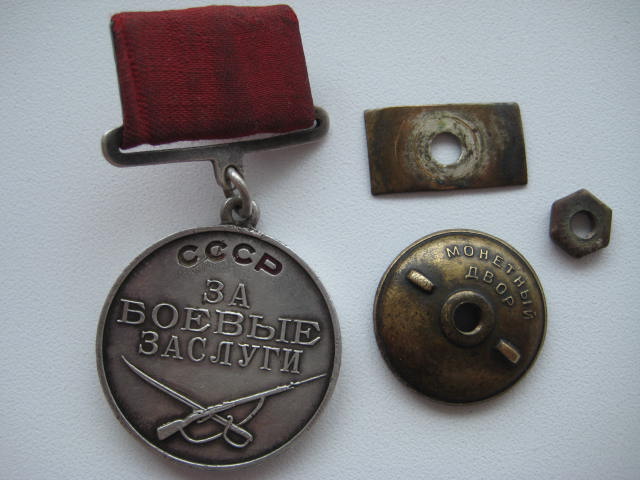 СССР
ЗА
БОЕВЫЕ
ЗАСЛУГИ
МОНЕТНЫЙ
ДВОР